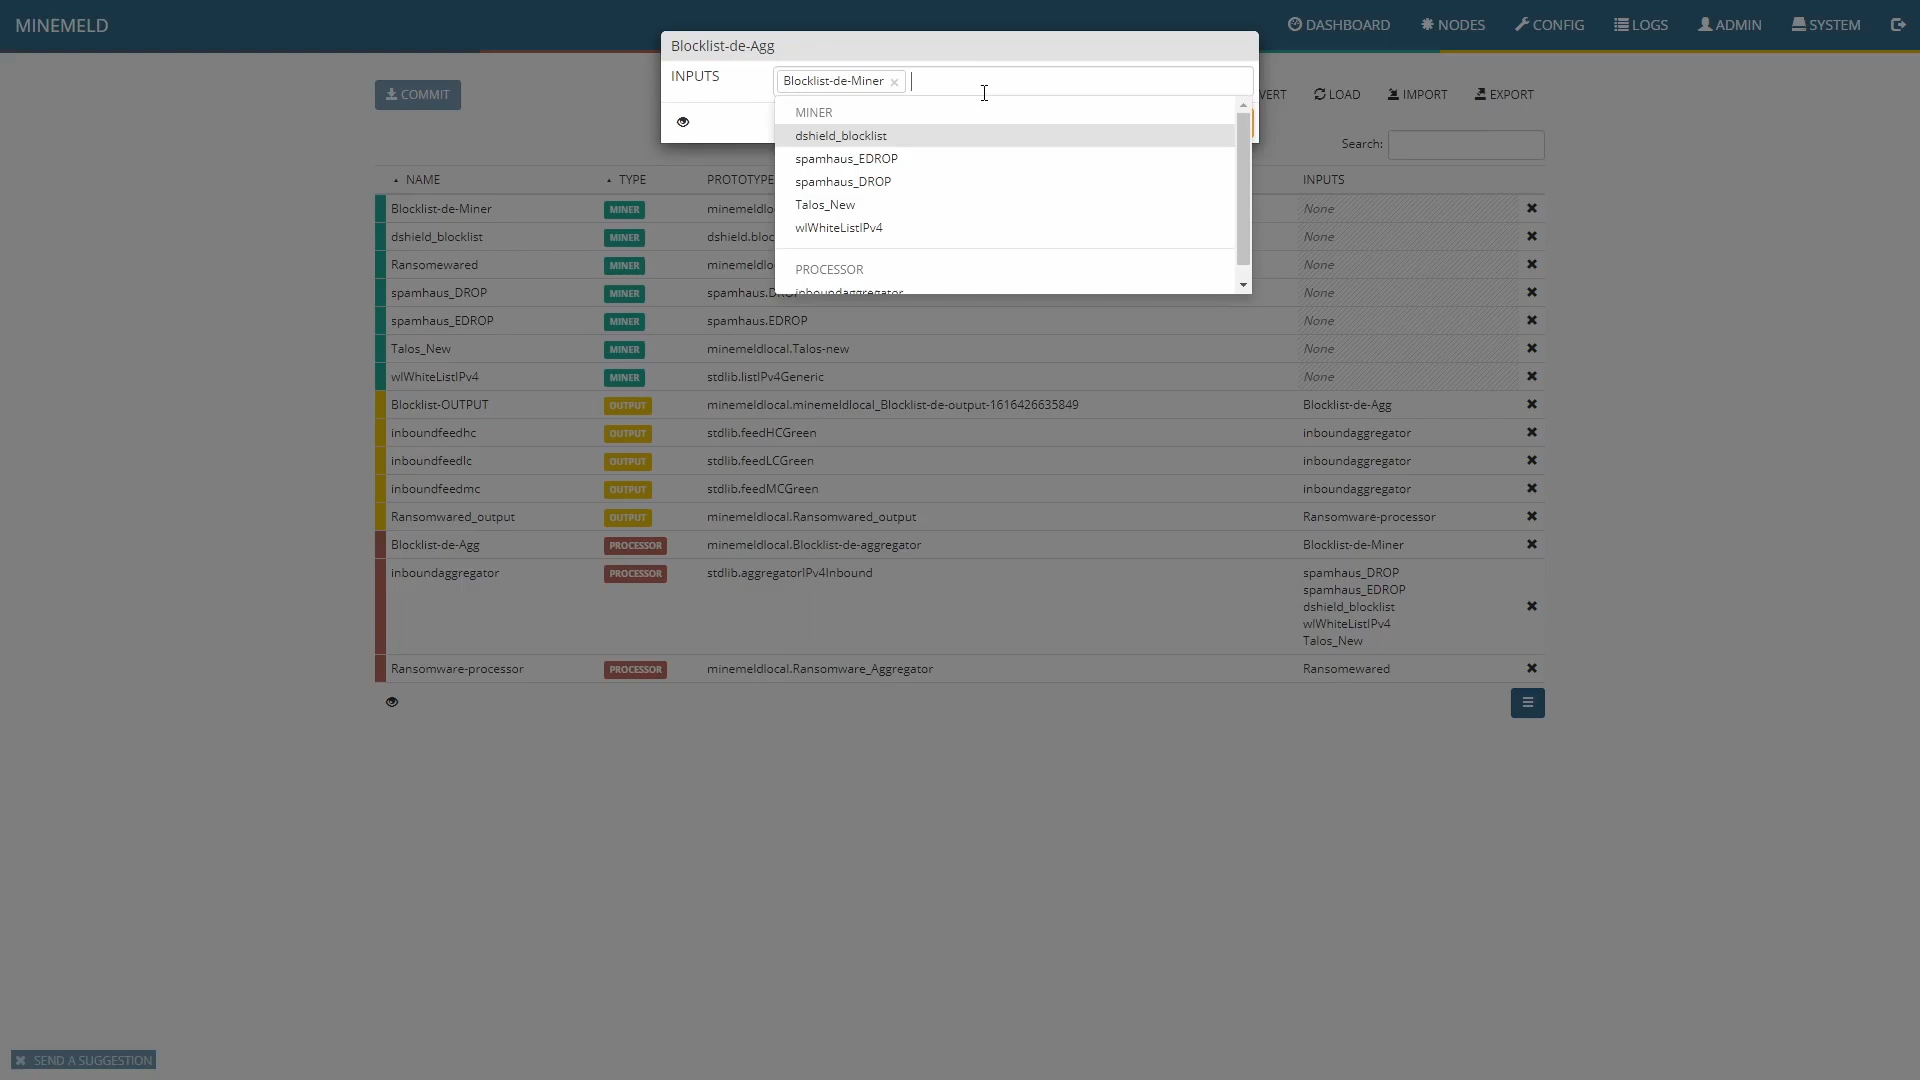 MINEMELD
DASHBOARD
NODES
CONFIG
LOGS
ADMIN
SYSTEM
Blocklist-de-Agg
INPUTS
Blocklist-de-Miner
COMMIT
LOAD
IMPORT
EXPORT
MINER
dshield_blocklist
spamhaus_EDROP
spamhaus_DROP
Talos_New
wlWhiteListIPv4
PROCESSOR
inboundaggregator
Search:
NAME TYPE PROTOTYPE INPUTS
Blocklist-de-Miner MINER None
dshield_blocklist MINER None
Ransomewared MINER None
spamhaus_DROP MINER None
spamhaus_EDROP MINER spamhaus.EDROP None
Talos_New MINER minemeldlocal.Talos-new None
wlWhiteListIPv4 MINER stdlib.listIPv4Generic None
Blocklist-OUTPUT OUTPUT minemeldlocal.minemeldlocal_Blocklist-de-output-1616426635849 Blocklist-de-Agg
inboundfeedhc OUTPUT stdlib.feedHCGreen inboundaggregator
inboundfeedlc OUTPUT stdlib.feedLCGreen inboundaggregator
inboundfeedmc OUTPUT stdlib.feedMCGreen inboundaggregator
Ransomwared_output OUTPUT minemeldlocal.Ransomwared_output Ransomware-processor
Blocklist-de-Agg PROCESSOR minemeldlocal.Blocklist-de-aggregator Blocklist-de-Miner
inboundaggregator PROCESSOR stdlib.aggregatorIPv4Inbound spamhaus_DROP
spamhaus_EDROP
dshield_blocklist
wlWhiteListIPv4
Talos_New
Ransomware-processor PROCESSOR minemeldlocal.Ransomware_Aggregator Ransomewared
SEND A SUGGESTION